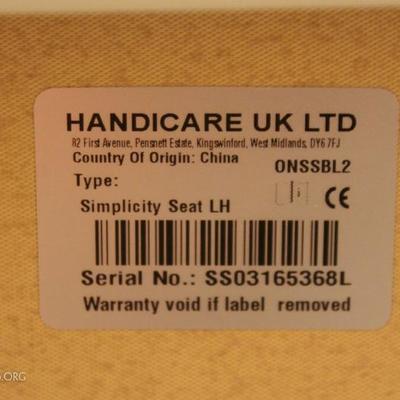 HANDICARE UK LTD
82 First Avenue, Pensnett Estate, Kingswinford, West Midlands, DY6 7FJ
Country Of Origin: China
ONSSBL2
Type:
Simplicity Seat LH
CE
Serial No.: SS03165368L
Warranty void if label removed
.ORG